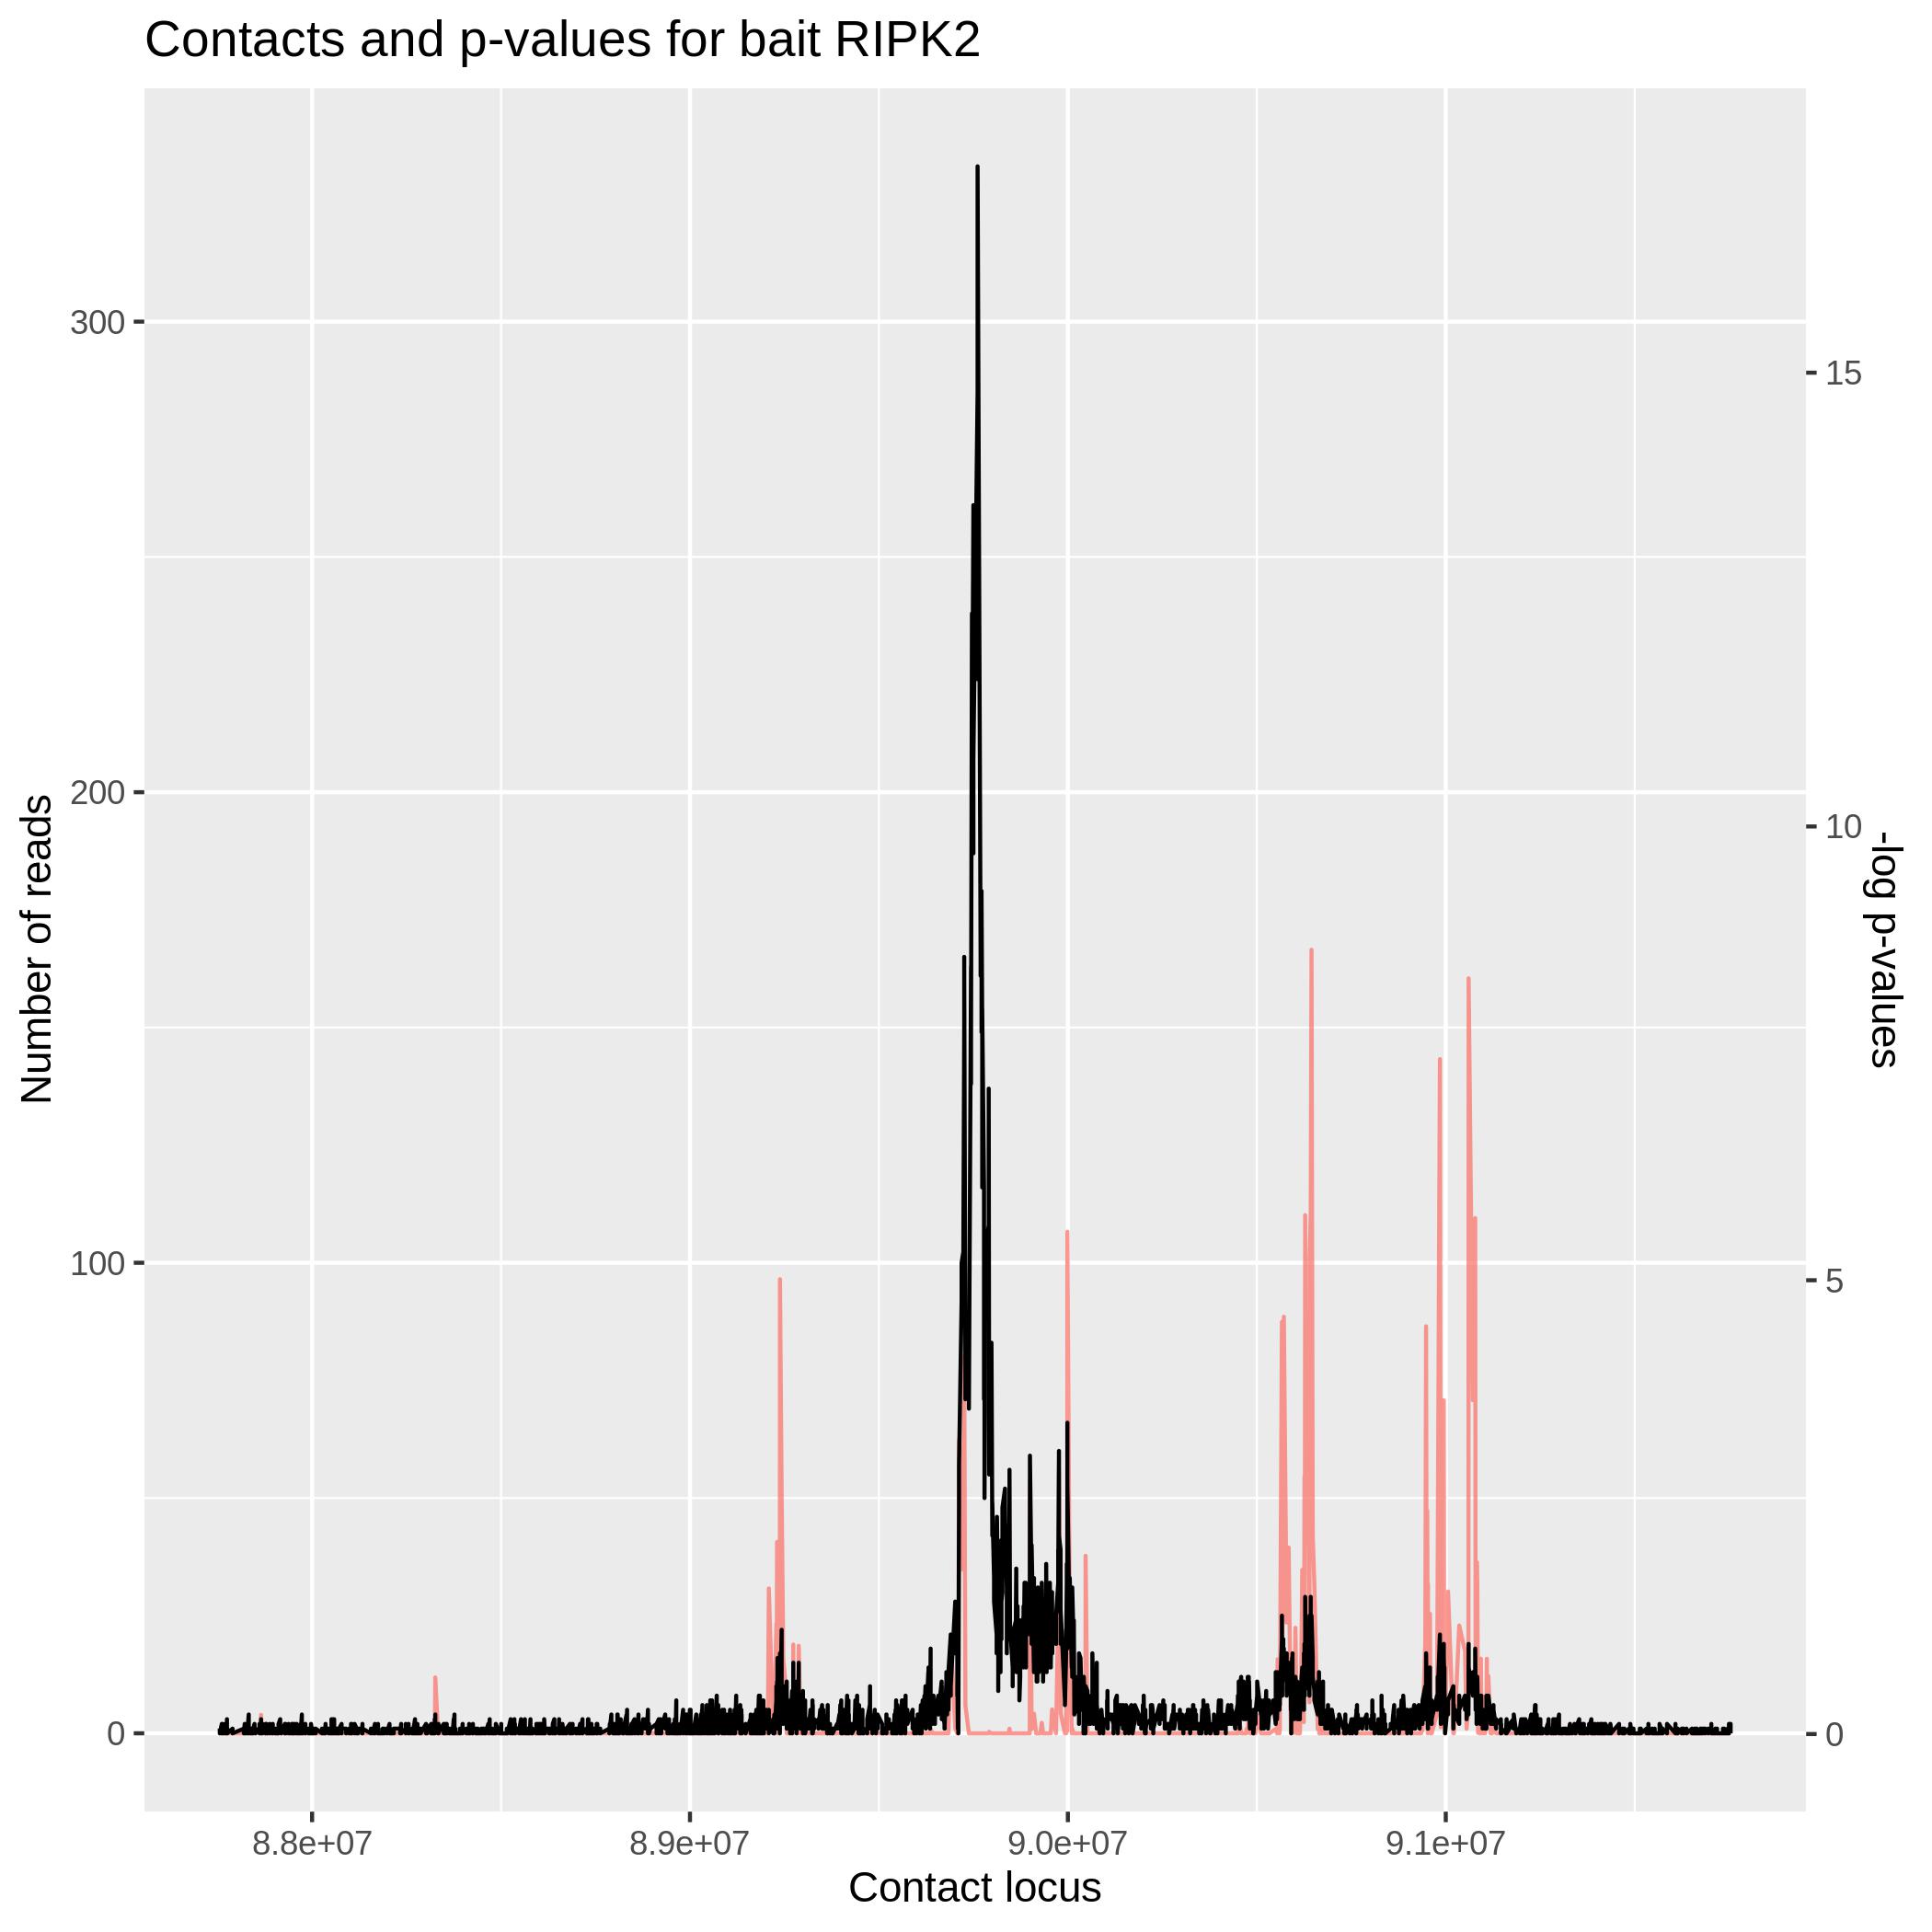 Contacts and p-values for bait RIPK2
Number of reads
300
200
100
0
15
10
5
0
-log p-values
8.8e+07 8.9e+07 9.0e+07 9.1e+07
Contact locus